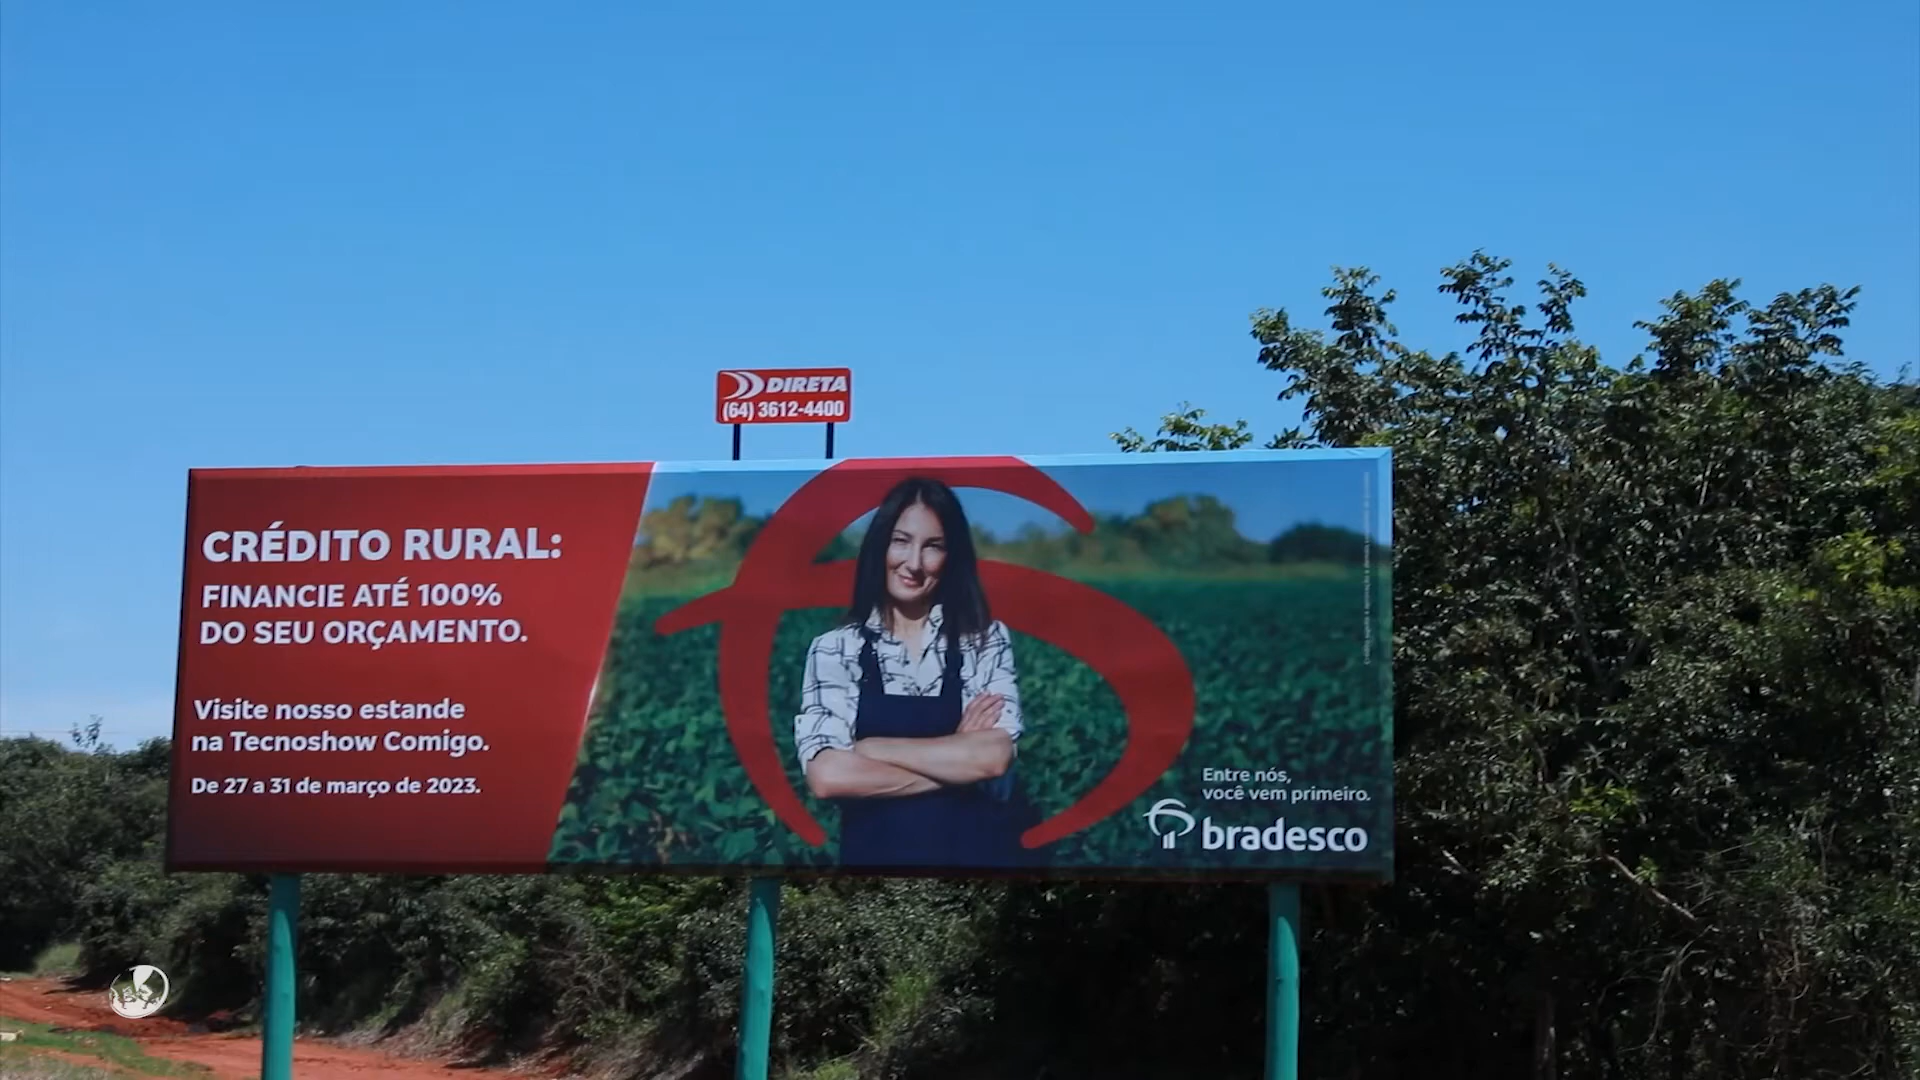 DIRETA
(64) 3612-4400
CRÉDITO RURAL:
FINANCIE ATÉ 100%
DO SEU ORÇAMENTO.
Visite nosso estande
na Tecnoshow Comigo.
De 27 a 31 de março de 2023.
Entre nós,
você vem primeiro.
bradesco